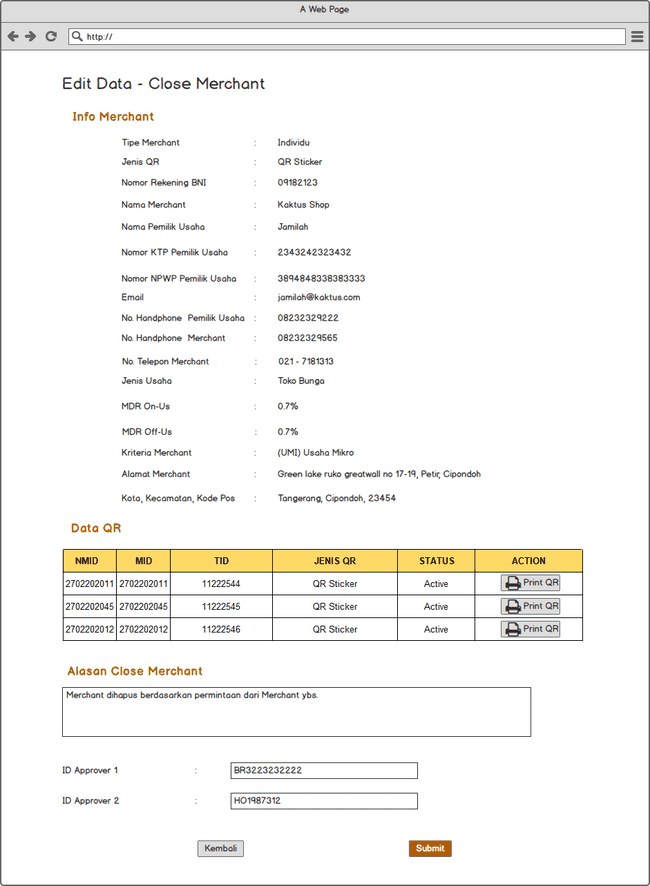 A Web Page
http://
Edit Data - Close Merchant
Info Merchant
Tipe Merchant : Individu
Jenis QR : QR Sticker
Nomor Rekening BNI : 09182123
Nama Merchant : Kaktus Shop
Nama Pemilik Usaha : Jamilah
Nomor KTP Pemilik Usaha : 2343242323432
Nomor NPWP Pemilik Usaha : 3894848338383333
Email : jamilah@kaktus.com
No. Handphone Pemilik Usaha : 08232329222
No. Handphone Merchant : 08232329565
No. Telepon Merchant : 021 - 7181313
Jenis Usaha : Toko Bunga
MDR On-Us : 0.7%
MDR Off-Us : 0.7%
Kriteria Merchant : (UMI) Usaha Mikro
Alamat Merchant : Green lake ruko greatwall no 17-19, Petir, Cipondoh
Kota, Kecamatan, Kode Pos : Tangerang, Cipondoh, 23454
Data QR
NMID MID TID JENIS QR STATUS ACTION
2702202011 2702202011 11222544 QR Sticker Active Print QR
2702202045 2702202045 11222545 QR Sticker Active Print QR
2702202012 2702202012 11222546 QR Sticker Active Print QR
Alasan Close Merchant
Merchant dihapus berdasarkan permintaan dari Merchant ybs.
ID Approver 1 : BR3223232222
ID Approver 2 : HO1987312
Kembali Submit